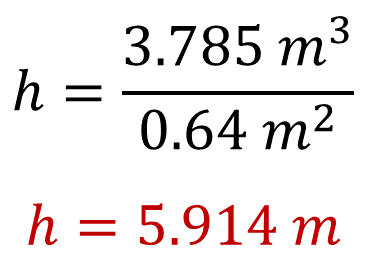 h = 3.785 m³ / 0.64 m²
h = 5.914 m